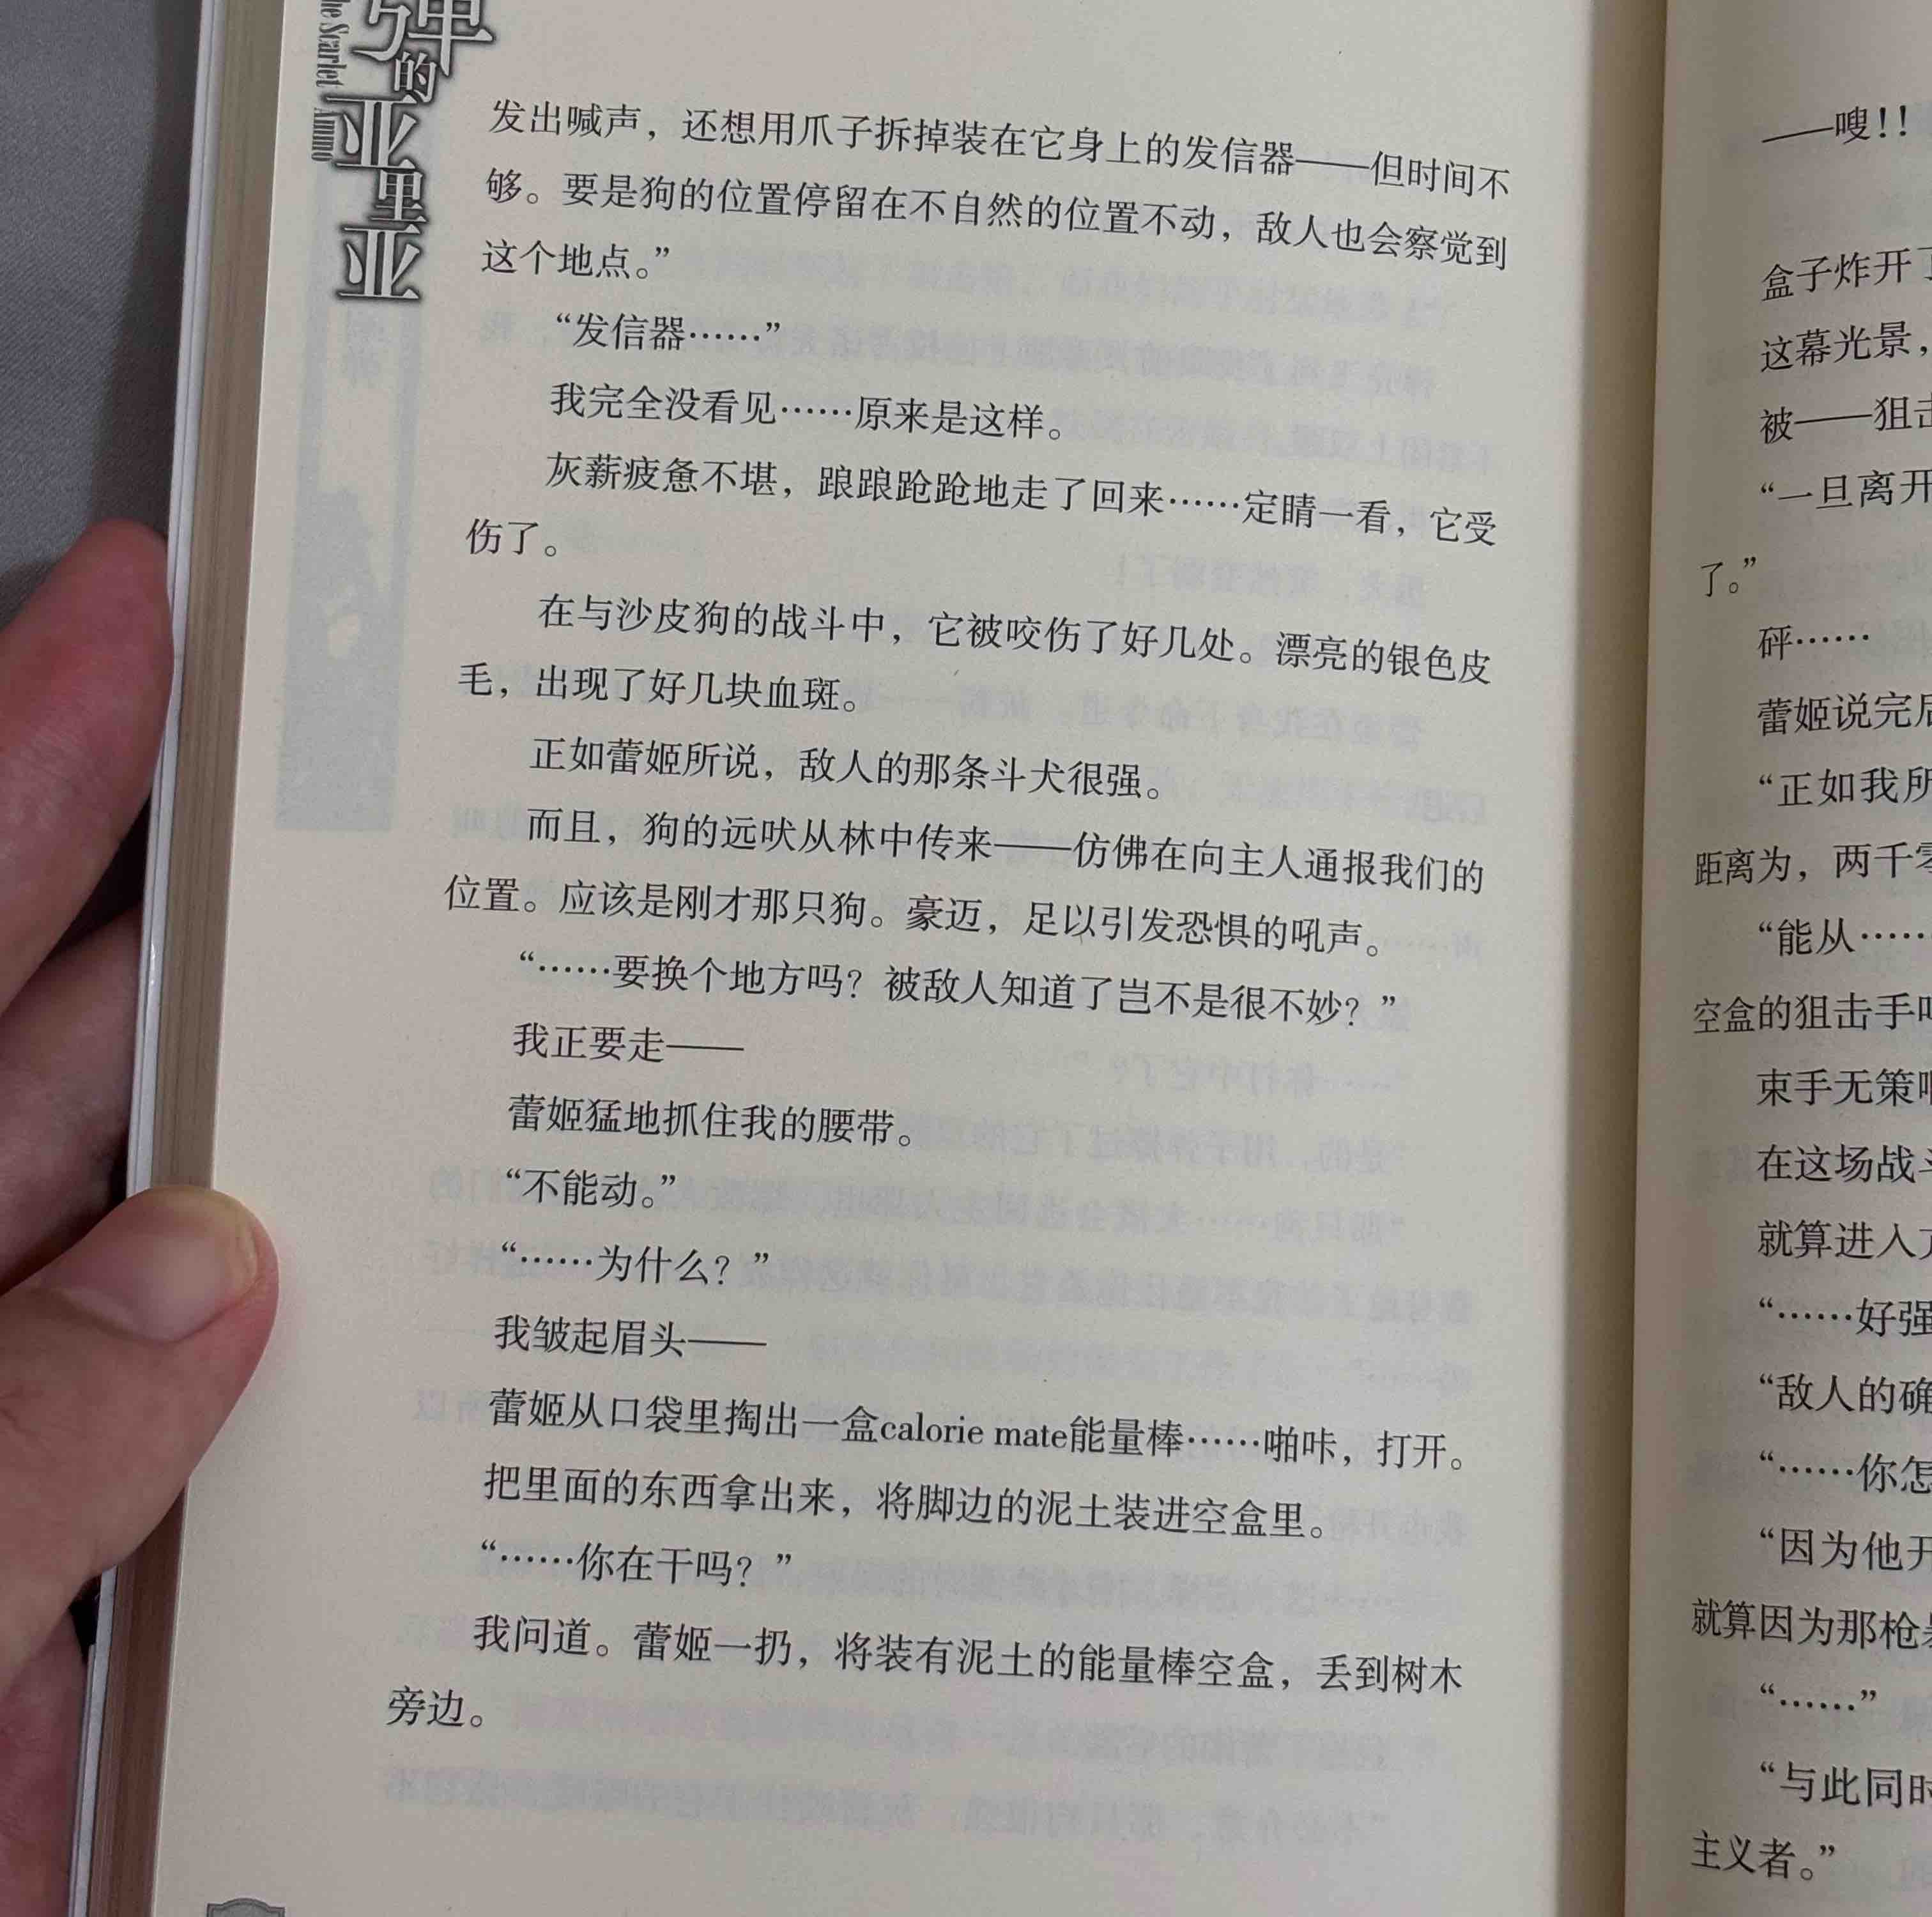 弹的亚里亚
the Scarlet Ammo
发出喊声，还想用爪子拆掉装在它身上的发信器——但时间不
够。要是狗的位置停留在不自然的位置不动，敌人也会察觉到
这个地点。”
“发信器……”
我完全没看见……原来是这样。
灰薪疲惫不堪，踉踉跄跄地走了回来……定睛一看，它受
伤了。
在与沙皮狗的战斗中，它被咬伤了好几处。漂亮的银色皮
毛，出现了好几块血斑。
正如蕾姬所说，敌人的那条斗犬很强。
而且，狗的远吠从林中传来——仿佛在向主人通报我们的
位置。应该是刚才那只狗。豪迈，足以引发恐惧的吼声。
“……要换个地方吗？被敌人知道了岂不是很不妙？”
我正要走——
蕾姬猛地抓住我的腰带。
“不能动。”
“……为什么？”
我皱起眉头——
蕾姬从口袋里掏出一盒calorie mate能量棒……啪咔，打开。
把里面的东西拿出来，将脚边的泥土装进空盒里。
“……你在干吗？”
我问道。蕾姬一扔，将装有泥土的能量棒空盒，丢到树木
旁边。
——嗖！！
盒子炸开了
这幕光景，
被——狙击
“一旦离开
了。”
砰……
蕾姬说完后
“正如我所
距离为，两千零
“能从……
空盒的狙击手
束手无策
在这场战斗
就算进入
“……好强
“敌人的确
“……你怎
“因为他开
就算因为那枪
“……”
“与此同时
主义者。”